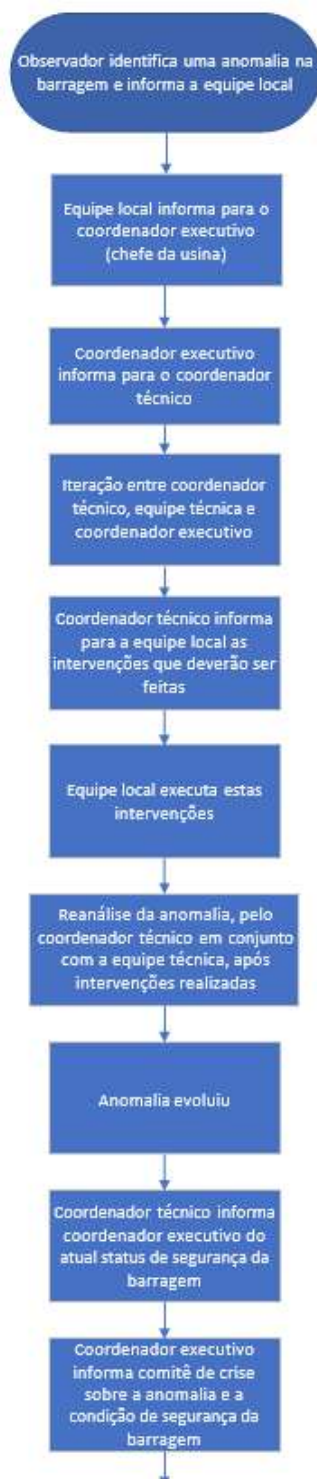 Observador identifica uma anomalia na
barragem e informa a equipe local
Equipe local informa para o
coordenador executivo
(chefe da usina)
Coordenador executivo
informa para o coordenador
técnico
Iteração entre coordenador
técnico, equipe técnica e
coordenador executivo
Coordenador técnico informa
para a equipe local as
intervenções que deverão ser
feitas
Equipe local executa estas
intervenções
Reanálise da anomalia, pelo
coordenador técnico em conjunto
com a equipe técnica, após
intervenções realizadas
Anomalia evoluiu
Coordenador técnico informa
coordenador executivo do
atual status de segurança da
barragem
Coordenador executivo
informa comitê de crise
sobre a anomalia e a
condição de segurança da
barragem